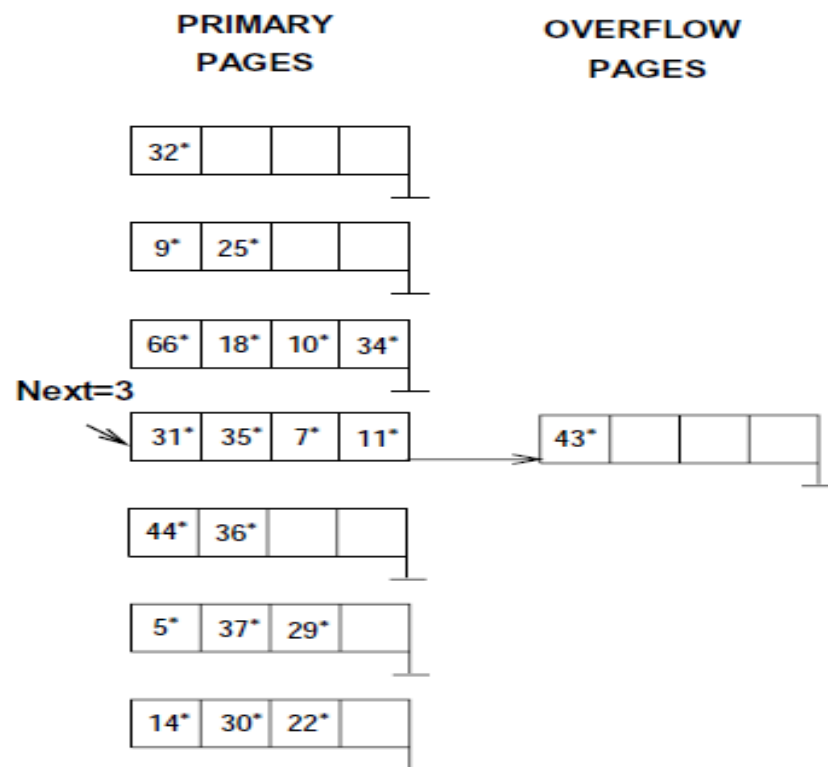 PRIMARY
PAGES
OVERFLOW
PAGES
32*
9* 25*
66* 18* 10* 34*
Next=3
31* 35* 7* 11*
43*
44* 36*
5* 37* 29*
14* 30* 22*